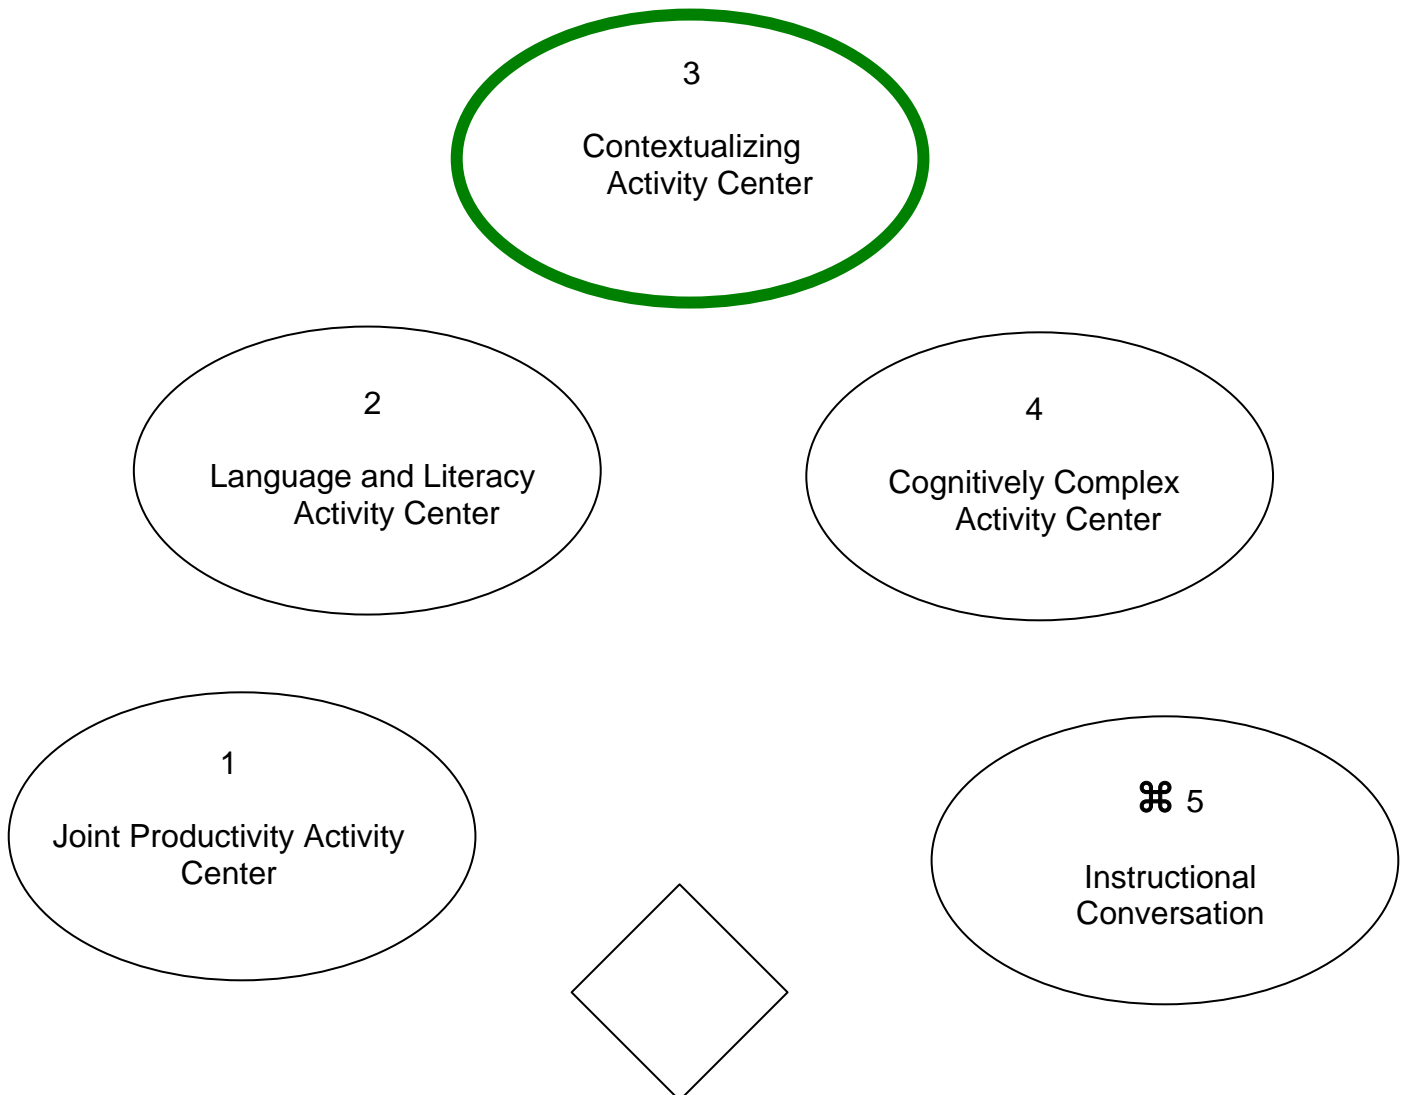 3
Contextualizing
Activity Center
2
Language and Literacy
Activity Center
4
Cognitively Complex
Activity Center
1
Joint Productivity Activity
Center
⌘ 5
Instructional
Conversation